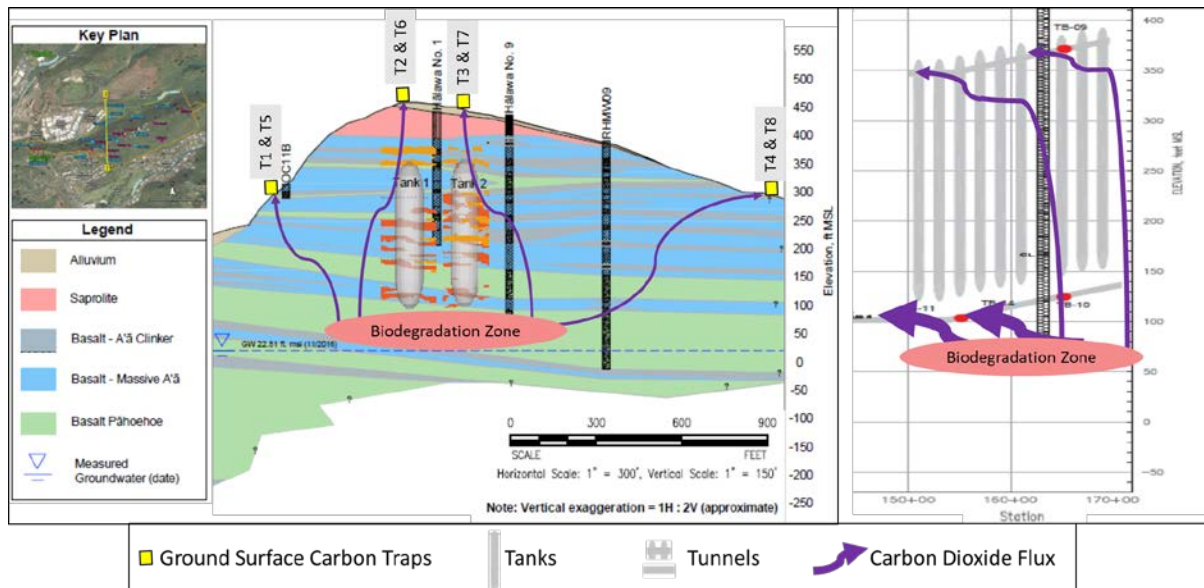 Key Plan
Legend
Alluvium
Saprolite
Basalt - A'ā Clinker
Basalt - Massive A'ā
Basalt Pāhoehoe
Measured
Groundwater (date)
T1 & T5
T2 & T6
T3 & T7
T4 & T8
OC11B
Hālawa No. 1
Hālawa No. 9
RHMW09
Tank 1
Tank 2
Biodegradation Zone
GW 22.51 ft. msl (11/2016)
550
500
450
400
350
300
250
200
150
100
50
0
-50
-100
-150
-200
-250
Elevation, ft MSL
0 300 600 900
SCALE FEET
Horizontal Scale: 1" = 300', Vertical Scale: 1" = 150'
Note: Vertical exaggeration = 1H : 2V (approximate)
TB-09
TB-10
-11
Biodegradation Zone
400
350
300
250
200
150
100
50
0
-50
ELEVATION, feet MSL
150+00
160+00
170+00
Station
Ground Surface Carbon Traps
Tanks
Tunnels
Carbon Dioxide Flux